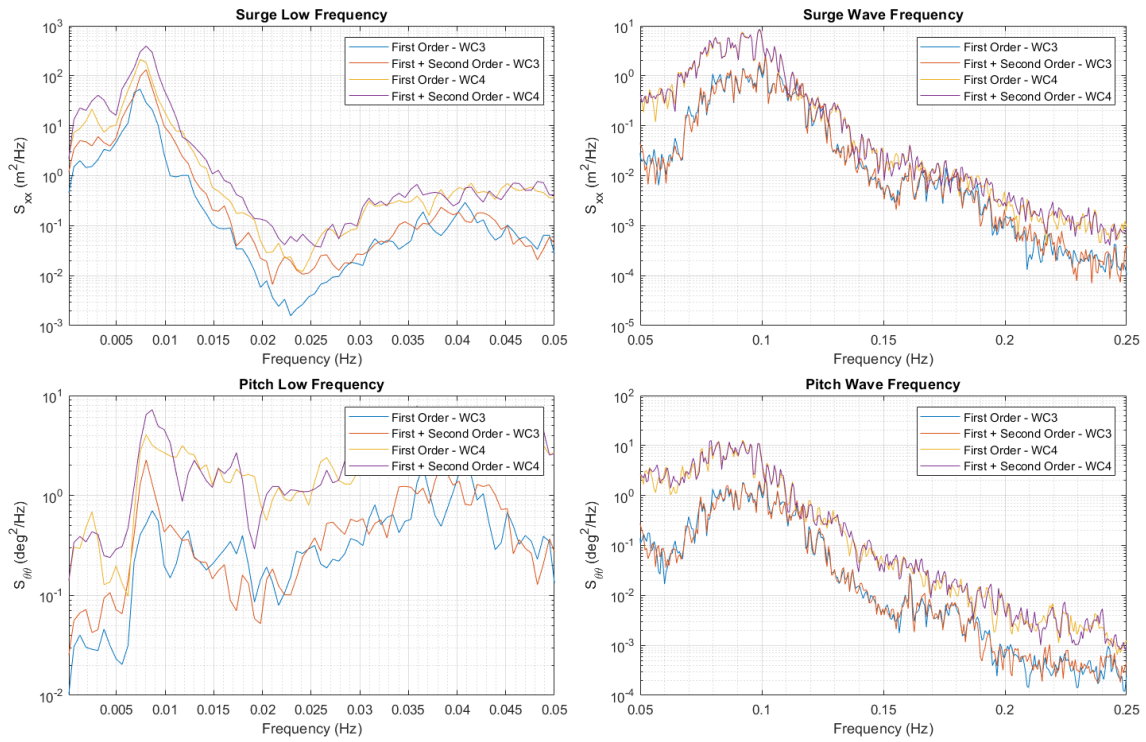 Surge Low Frequency
10^3
10^2
10^1
10^0
10^-1
10^-2
10^-3
S_xx (m^2/Hz)
First Order - WC3
First + Second Order - WC3
First Order - WC4
First + Second Order - WC4
0.005 0.01 0.015 0.02 0.025 0.03 0.035 0.04 0.045 0.05
Frequency (Hz)
Surge Wave Frequency
10^1
10^0
10^-1
10^-2
10^-3
10^-4
10^-5
S_xx (m^2/Hz)
First Order - WC3
First + Second Order - WC3
First Order - WC4
First + Second Order - WC4
0.05 0.1 0.15 0.2 0.25
Frequency (Hz)
Pitch Low Frequency
10^1
10^0
10^-1
10^-2
S_θθ (deg^2/Hz)
First Order - WC3
First + Second Order - WC3
First Order - WC4
First + Second Order - WC4
0.005 0.01 0.015 0.02 0.025 0.03 0.035 0.04 0.045 0.05
Frequency (Hz)
Pitch Wave Frequency
10^2
10^1
10^0
10^-1
10^-2
10^-3
10^-4
S_θθ (deg^2/Hz)
First Order - WC3
First + Second Order - WC3
First Order - WC4
First + Second Order - WC4
0.05 0.1 0.15 0.2 0.25
Frequency (Hz)